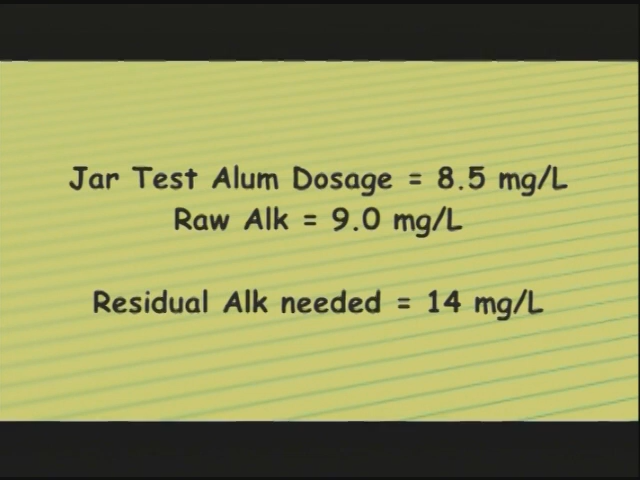 Jar Test Alum Dosage = 8.5 mg/L
Raw Alk = 9.0 mg/L
Residual Alk needed = 14 mg/L